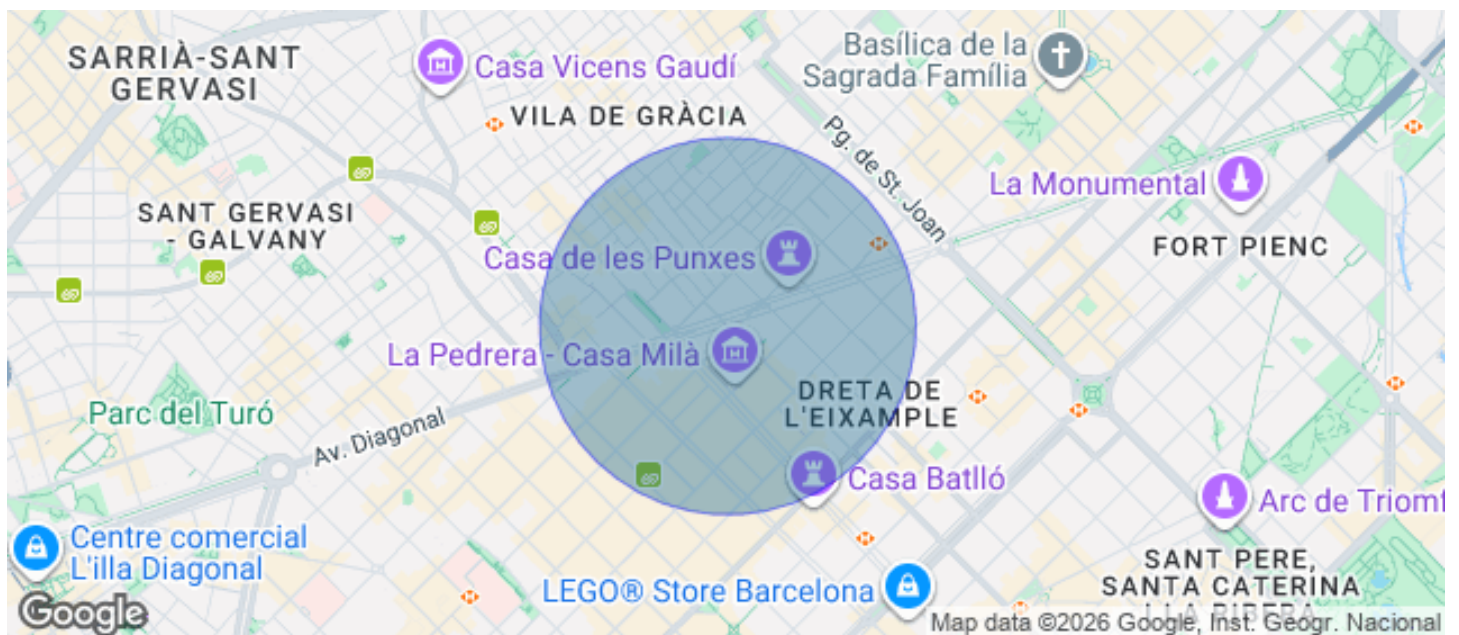 SARRIÀ-SANT
GERVASI
Casa Vicens Gaudí
VILA DE GRÀCIA
Basílica de la
Sagrada Família
Pg. de St. Joan
La Monumental
SANT GERVASI
- GALVANY
FORT PIENC
Casa de les Punxes
La Pedrera - Casa Milà
DRETA DE
L'EIXAMPLE
Parc del Turó
Av. Diagonal
Casa Batlló
Arc de Triomf
Centre comercial
L'illa Diagonal
SANT PERE,
SANTA CATERINA
I LA RIBERA
LEGO® Store Barcelona
Google
Map data ©2026 Google, Inst. Geogr. Nacional